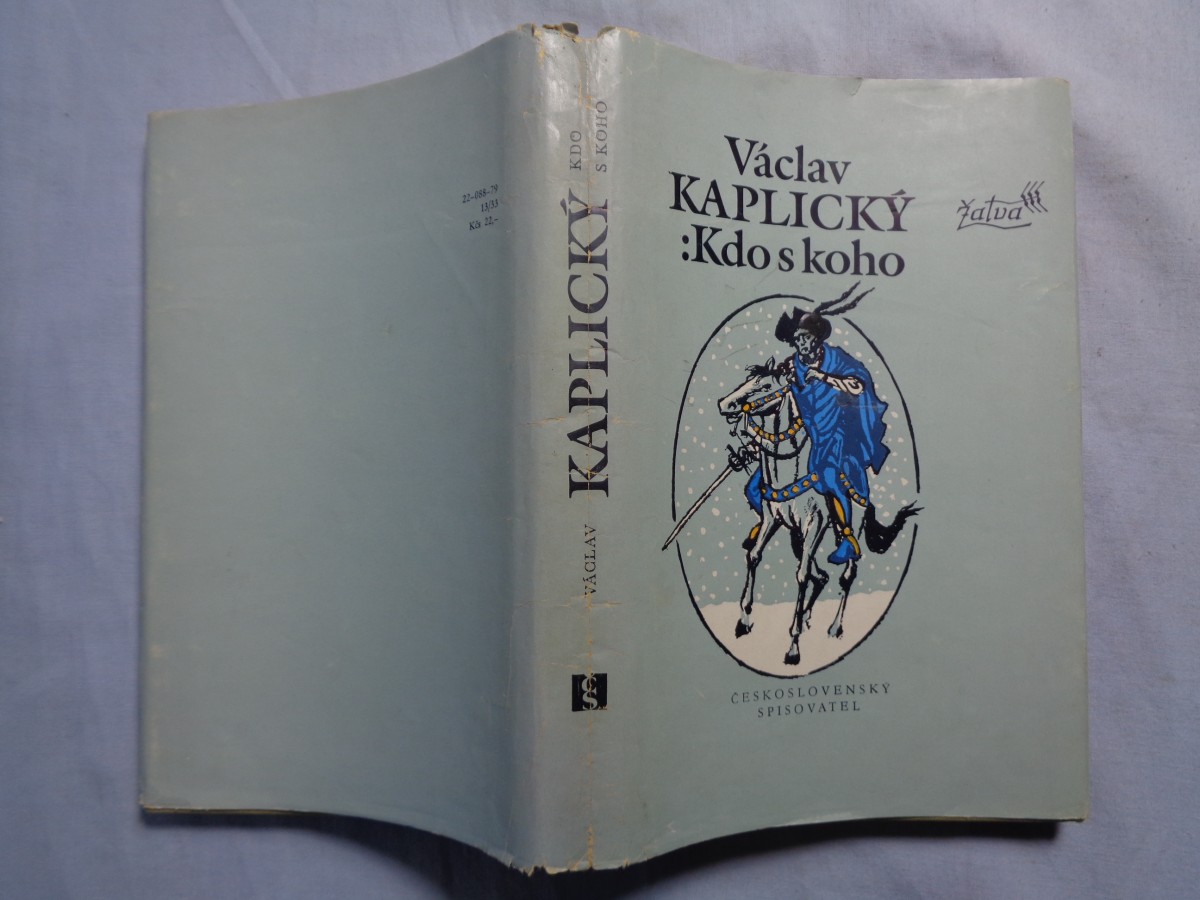 22-088-79
13/33
Kčs 22,-
VÁCLAV KAPLICKÝ KDO
S KOHO
Václav
KAPLICKÝ
:Kdo s koho
žatva
ČESKOSLOVENSKÝ
SPISOVATEL